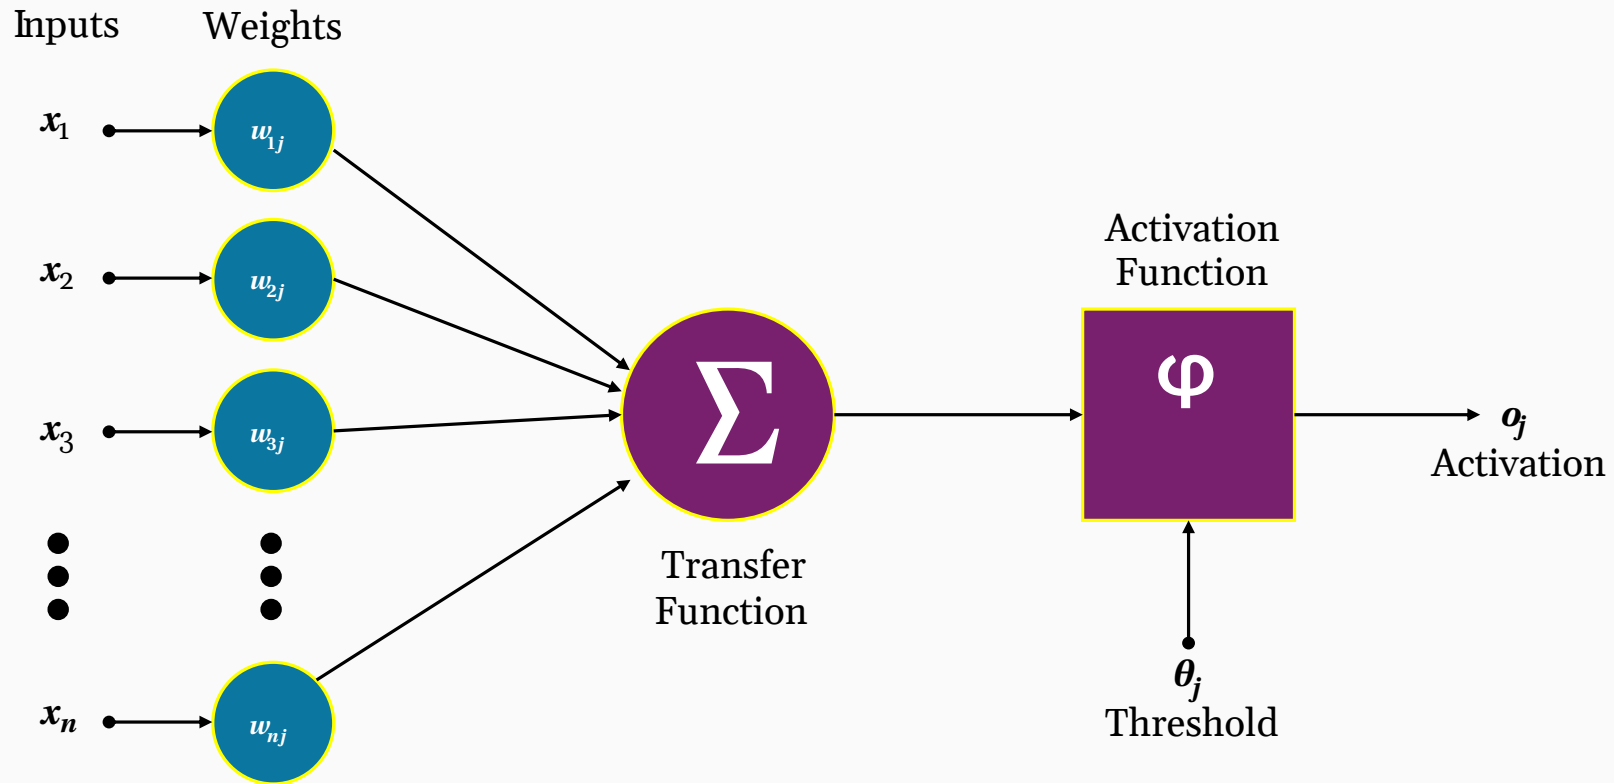 Inputs
Weights
x₁
w₁ⱼ
x₂
w₂ⱼ
x₃
w₃ⱼ
xₙ
wₙⱼ
Σ
Transfer
Function
Activation
Function
φ
θⱼ
Threshold
oⱼ
Activation